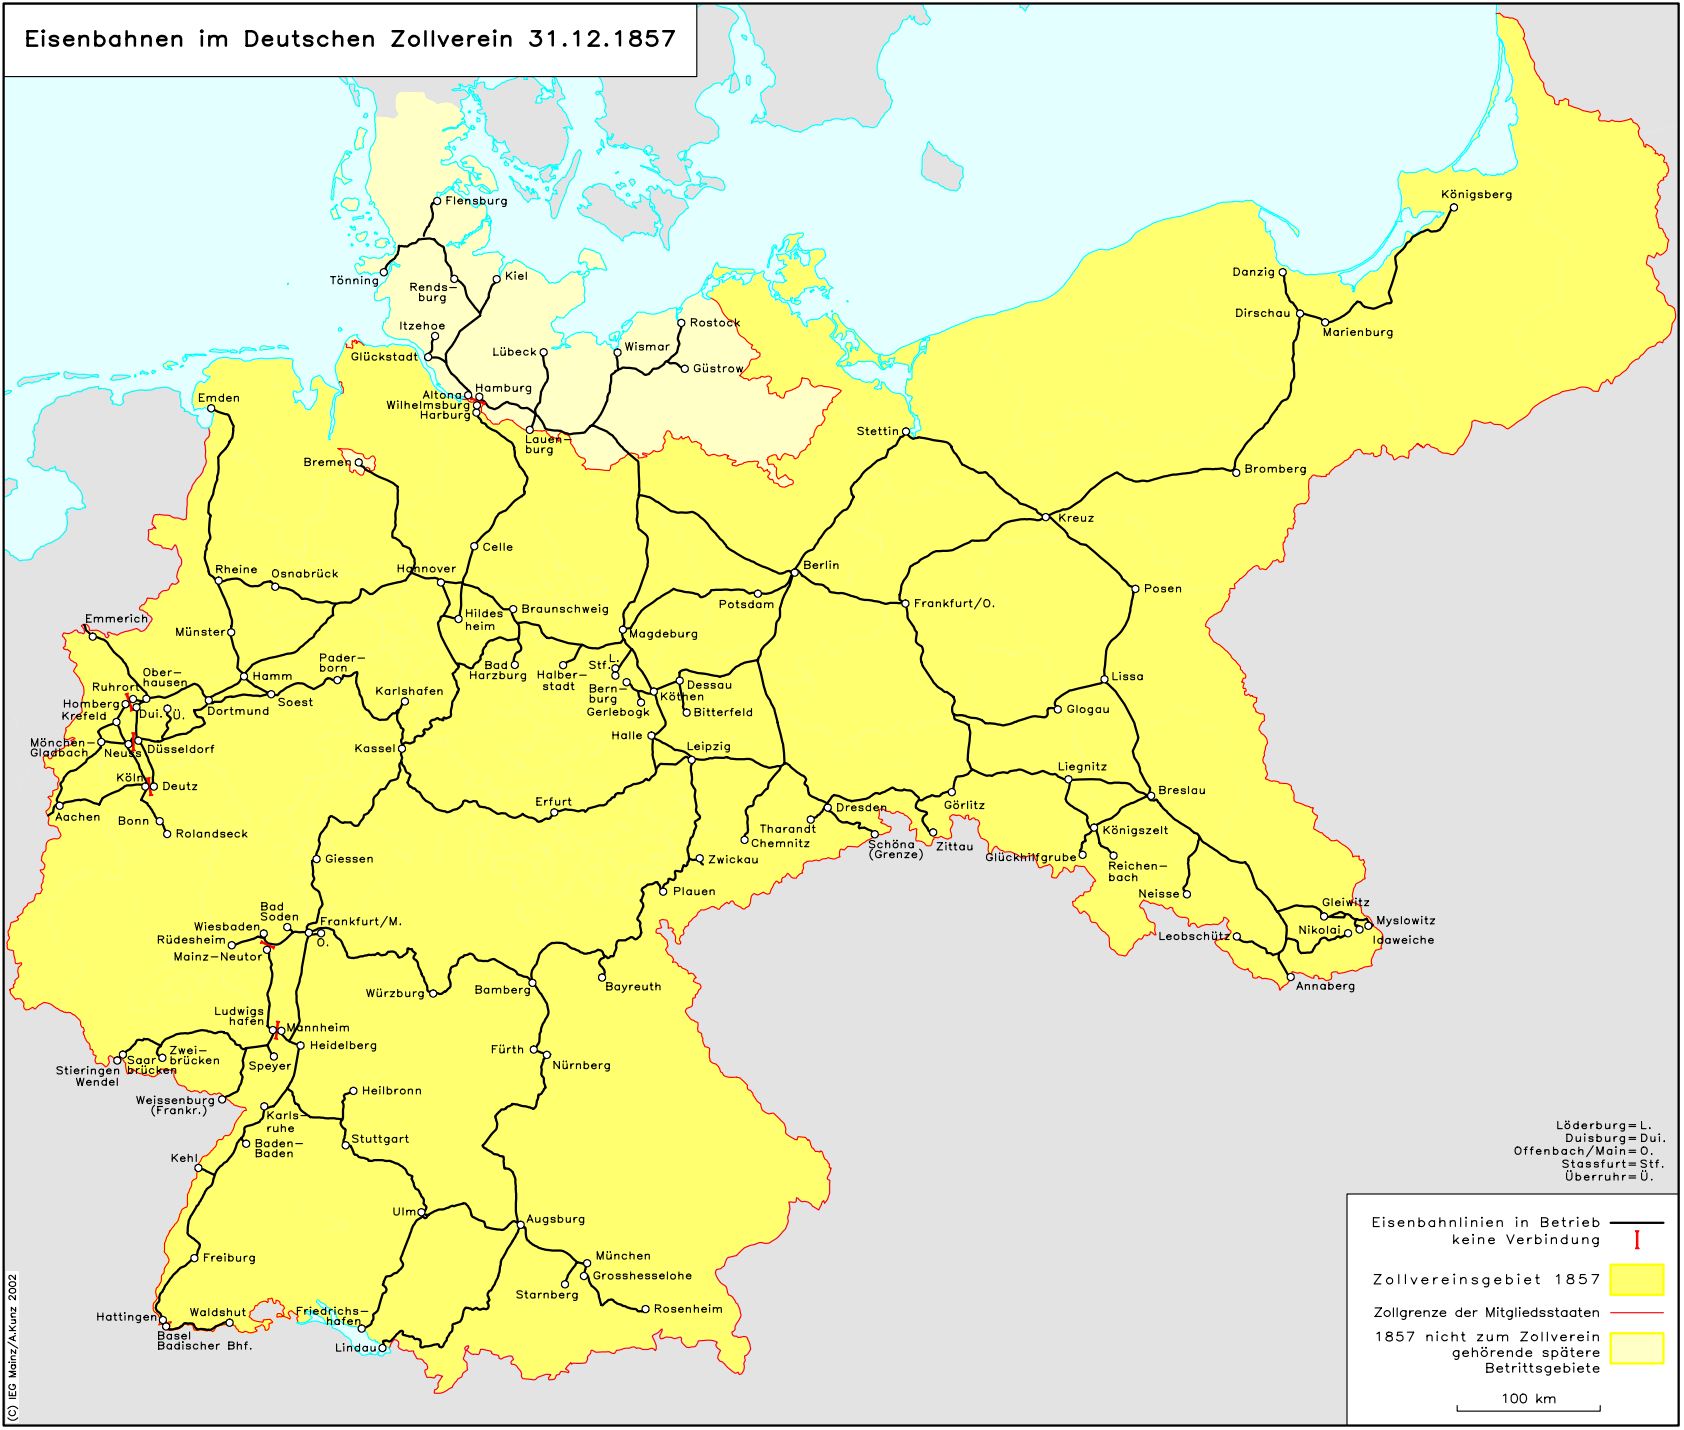 Eisenbahnen im Deutschen Zollverein 31.12.1857
Königsberg
Flensburg
Danzig
Tönning
Rends-
burg
Kiel
Dirschau
Marienburg
Itzehoe
Rostock
Glückstadt
Lübeck
Wismar
Güstrow
Emden
Altona
Hamburg
Wilhelmsburg
Harburg
Lauen-
burg
Stettin
Bremen
Bromberg
Kreuz
Celle
Rheine
Osnabrück
Hannover
Berlin
Posen
Emmerich
Münster
Hildes
heim
Braunschweig
Potsdam
Frankfurt/O.
Magdeburg
Ober-
hausen
Pader-
born
Bad
Harzburg
Halber-
stadt
L.
Stf.
Bern-
burg
Gerlebogk
Köthen
Dessau
Bitterfeld
Lissa
Ruhrort
Homberg
Krefeld
Dui.
Ü.
Hamm
Soest
Dortmund
Karlshafen
Glogau
Mönchen-
Gladbach
Neuss
Düsseldorf
Kassel
Halle
Leipzig
Köln
Deutz
Liegnitz
Breslau
Aachen
Bonn
Rolandseck
Erfurt
Tharandt
Chemnitz
Dresden
Görlitz
Königszelt
Schöna
(Grenze)
Zittau
Glückhilfgrube
Reichen-
bach
Giessen
Zwickau
Plauen
Neisse
Bad
Soden
Wiesbaden
Rüdesheim
Mainz-Neutor
Frankfurt/M.
O.
Gleiwitz
Myslowitz
Nikolai
Idaweiche
Leobschütz
Annaberg
Würzburg
Bamberg
Bayreuth
Ludwigs
hafen
Mannheim
Heidelberg
Speyer
Fürth
Nürnberg
Zwei-
brücken
Saar
brücken
Stieringen
Wendel
Weissenburg
(Frankr.)
Heilbronn
Karls-
ruhe
Baden-
Baden
Stuttgart
Kehl
Ulm
Augsburg
Freiburg
München
Grosshesselohe
Starnberg
Rosenheim
Hattingen
Waldshut
Basel
Badischer Bhf.
Friedrichs-
hafen
Lindau
Löderburg=L.
Duisburg=Dui.
Offenbach/Main=O.
Stassfurt=Stf.
Überruhr=Ü.
Eisenbahnlinien in Betrieb
keine Verbindung
Zollvereinsgebiet 1857
Zollgrenze der Mitgliedsstaaten
1857 nicht zum Zollverein
gehörende spätere
Betrittsgebiete
100 km
(C) IEG Mainz/A.Kunz 2002